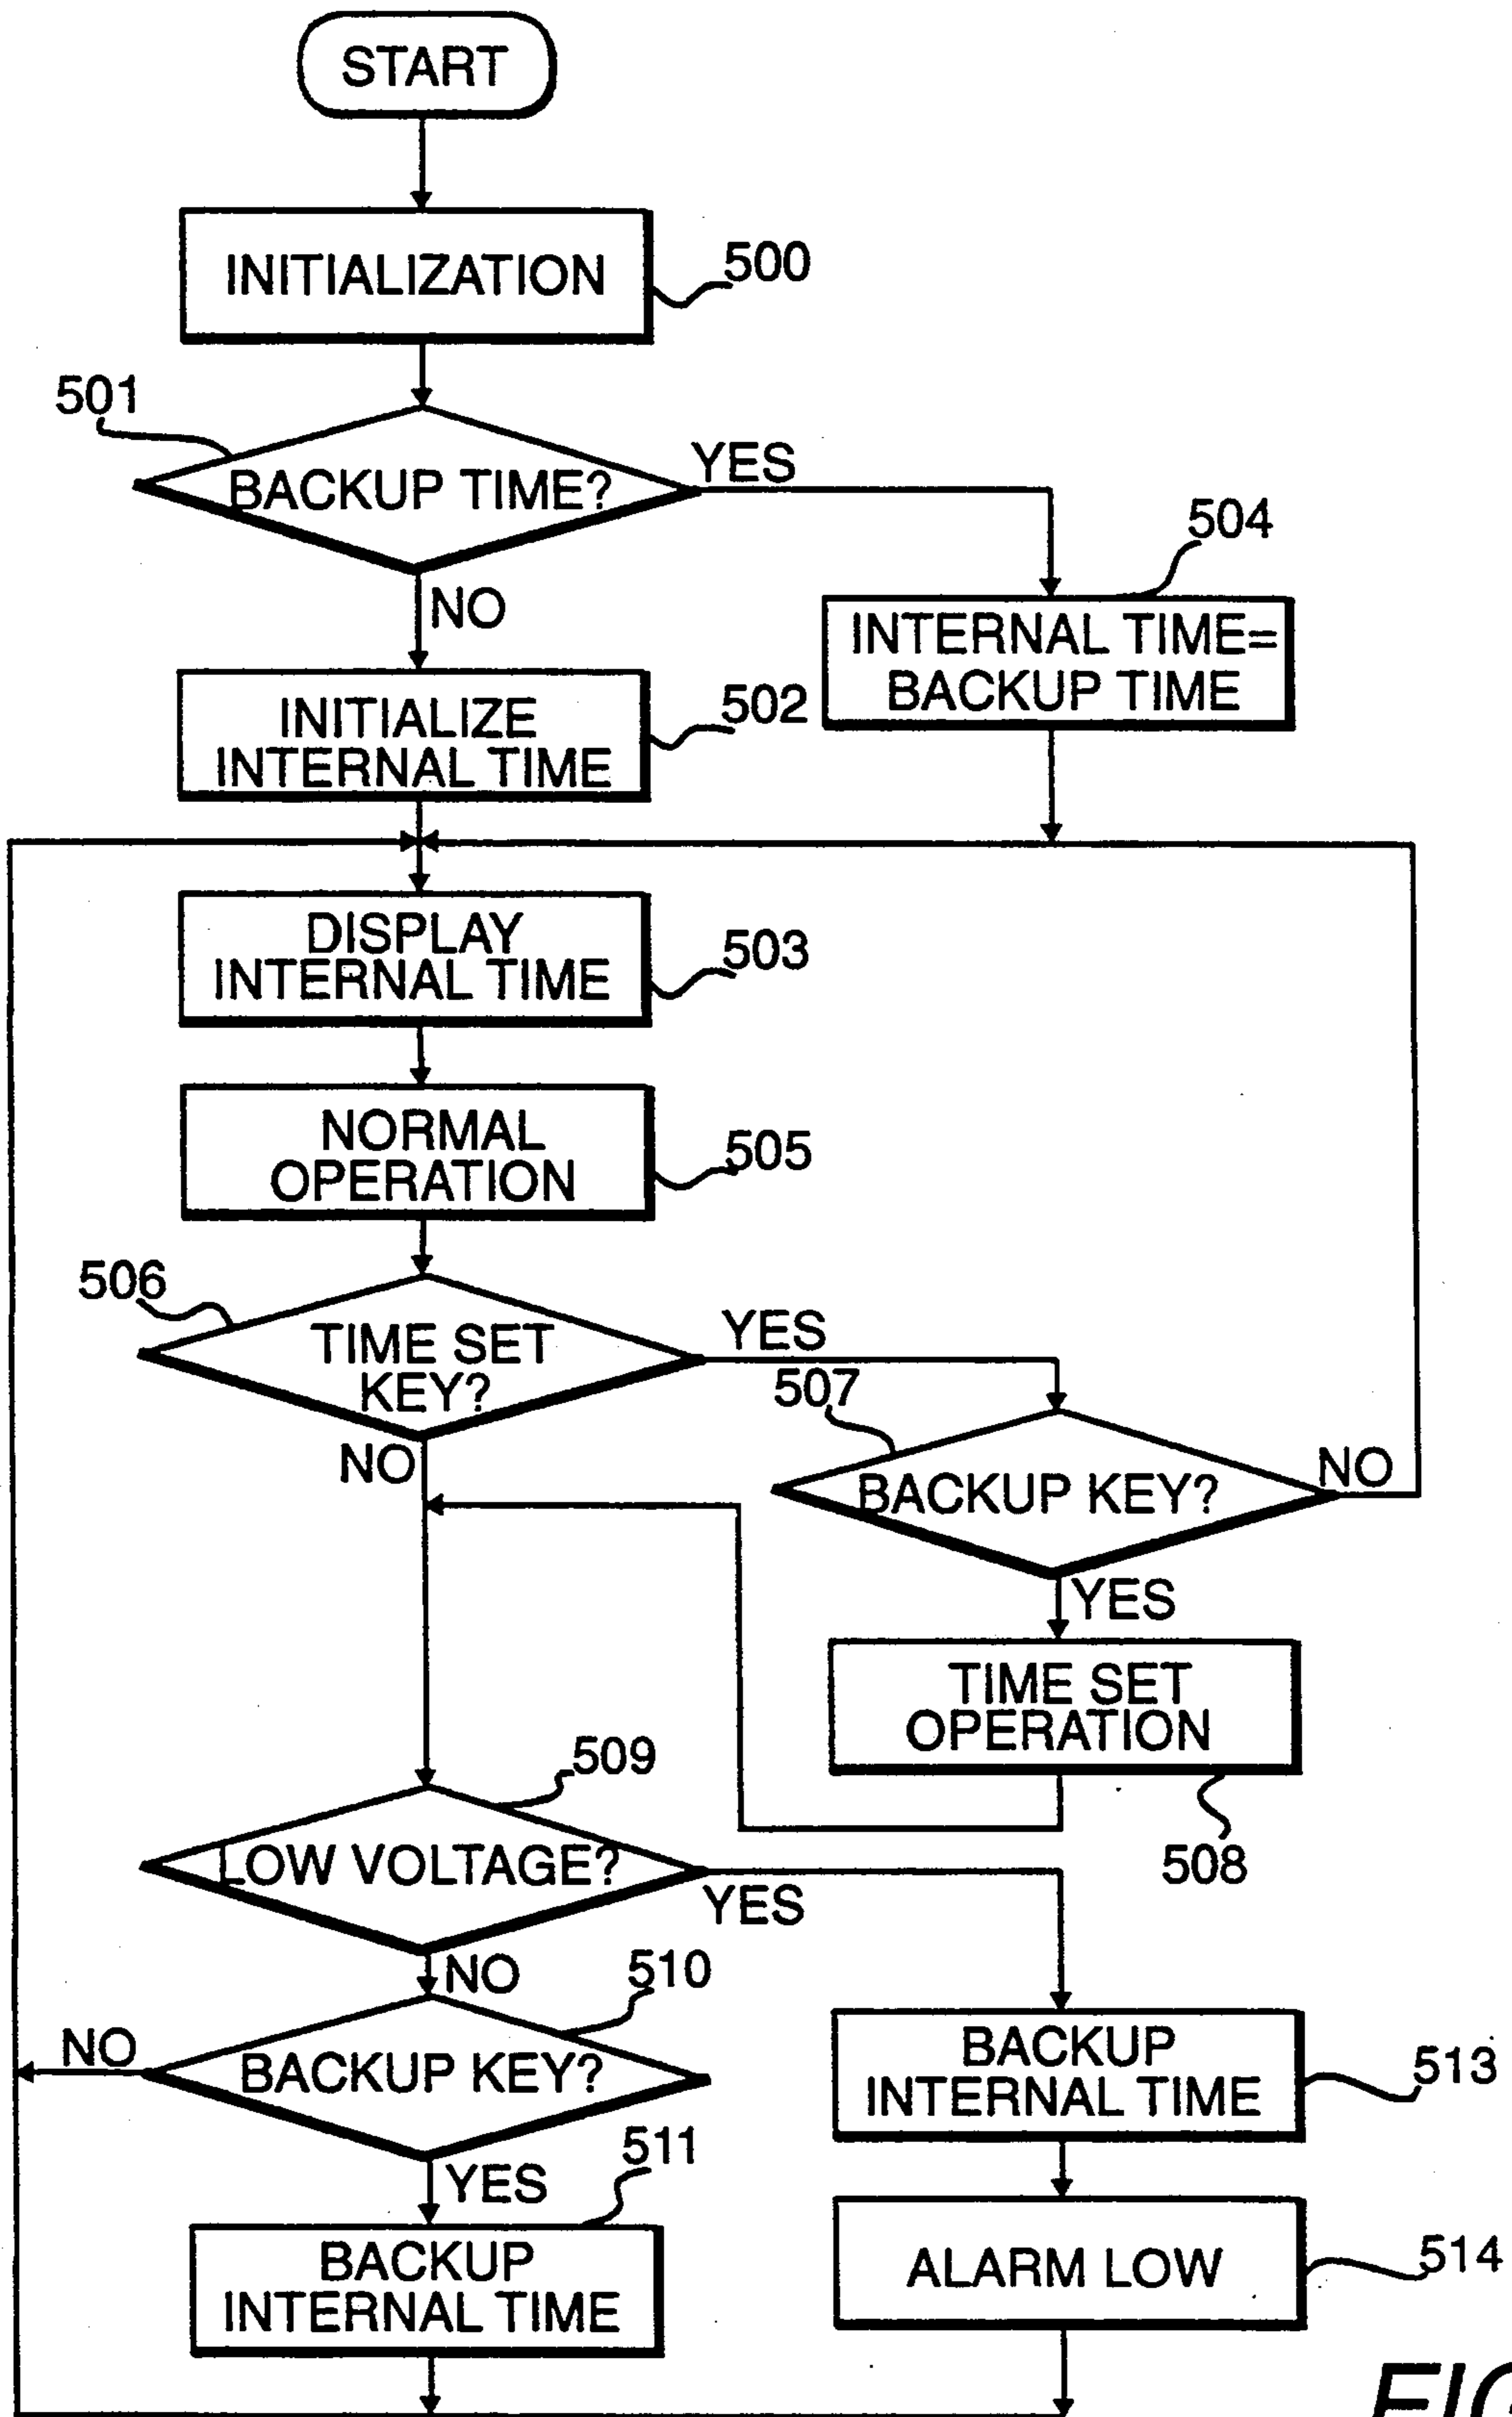 START
INITIALIZATION
500
501
BACKUP TIME?
YES
NO
504
INTERNAL TIME=
BACKUP TIME
INITIALIZE
INTERNAL TIME
502
DISPLAY
INTERNAL TIME
503
NORMAL
OPERATION
505
506
TIME SET
KEY?
YES
NO
507
BACKUP KEY?
NO
YES
TIME SET
OPERATION
508
509
LOW VOLTAGE?
YES
NO
510
BACKUP KEY?
NO
YES
511
BACKUP
INTERNAL TIME
BACKUP
INTERNAL TIME
513
ALARM LOW
514